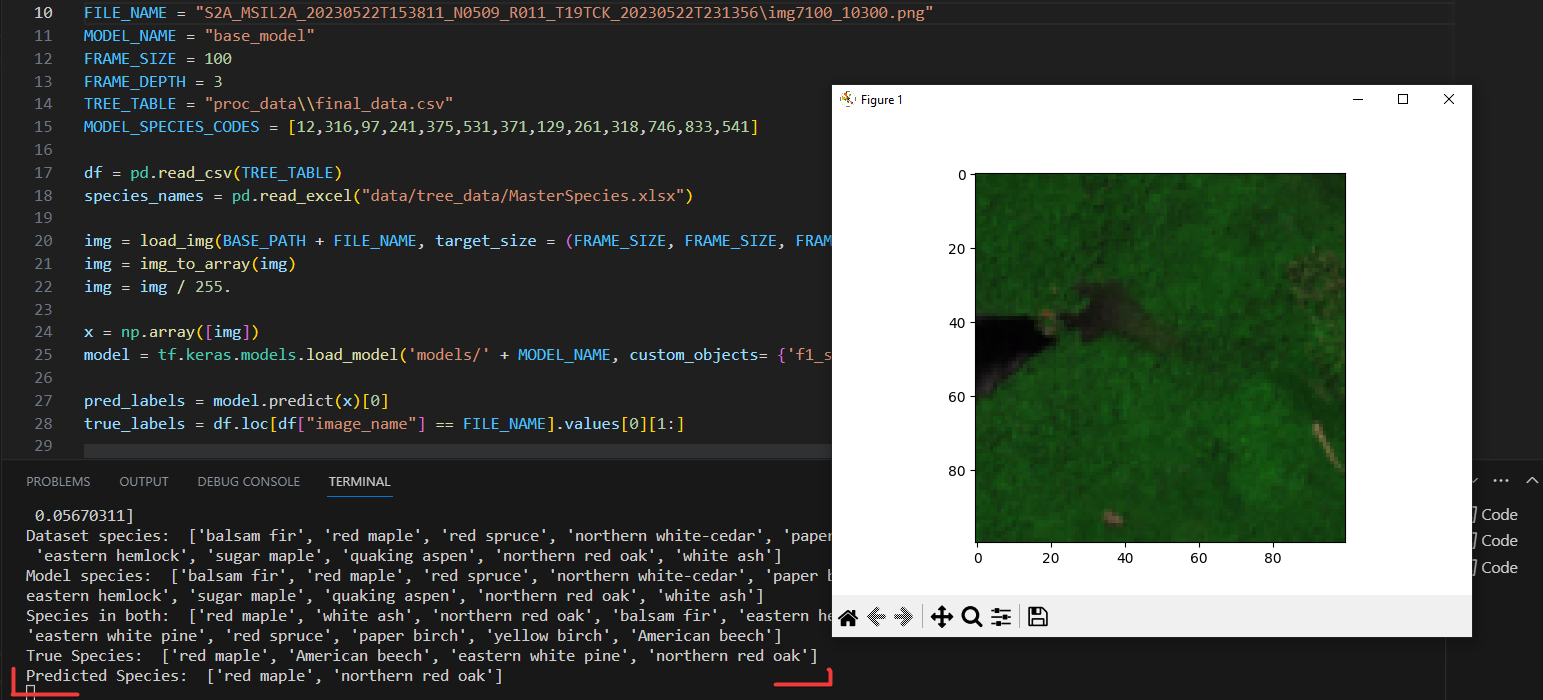 10 FILE_NAME = "S2A_MSIL2A_20230522T153811_N0509_R011_T19TCK_20230522T231356\img7100_10300.png"
11 MODEL_NAME = "base_model"
12 FRAME_SIZE = 100
13 FRAME_DEPTH = 3
14 TREE_TABLE = "proc_data\\final_data.csv"
15 MODEL_SPECIES_CODES = [12,316,97,241,375,531,371,129,261,318,746,833,541]
16
17 df = pd.read_csv(TREE_TABLE)
18 species_names = pd.read_excel("data/tree_data/MasterSpecies.xlsx")
19
20 img = load_img(BASE_PATH + FILE_NAME, target_size = (FRAME_SIZE, FRAME_SIZE, FRAM
21 img = img_to_array(img)
22 img = img / 255.
23
24 x = np.array([img])
25 model = tf.keras.models.load_model('models/' + MODEL_NAME, custom_objects= {'f1_s
26
27 pred_labels = model.predict(x)[0]
28 true_labels = df.loc[df["image_name"] == FILE_NAME].values[0][1:]
29
Figure 1
0
20
40
60
80
0 20 40 60 80
PROBLEMS OUTPUT DEBUG CONSOLE TERMINAL
0.05670311]
Dataset species:  ['balsam fir', 'red maple', 'red spruce', 'northern white-cedar', 'paper
'eastern hemlock', 'sugar maple', 'quaking aspen', 'northern red oak', 'white ash']
Model species:  ['balsam fir', 'red maple', 'red spruce', 'northern white-cedar', 'paper b
eastern hemlock', 'sugar maple', 'quaking aspen', 'northern red oak', 'white ash']
Species in both:  ['red maple', 'white ash', 'northern red oak', 'balsam fir', 'eastern he
'eastern white pine', 'red spruce', 'paper birch', 'yellow birch', 'American beech']
True Species:  ['red maple', 'American beech', 'eastern white pine', 'northern red oak']
Predicted Species:  ['red maple', 'northern red oak']
Code
Code
Code